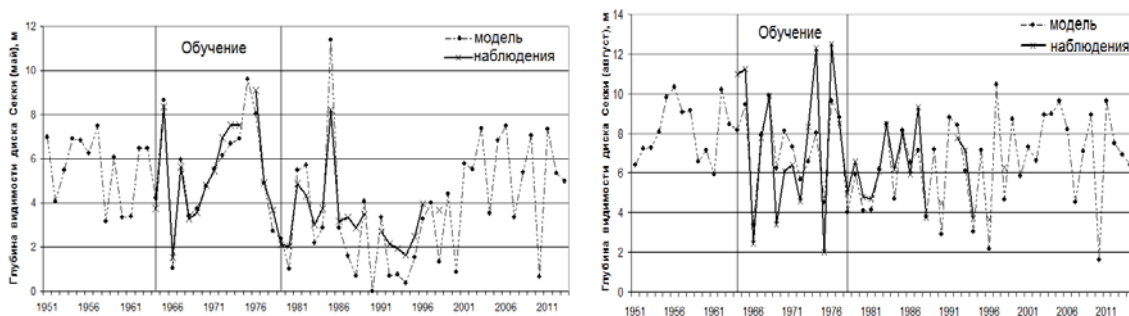 Глубина видимости диска Секки (май), м
12
10
8
6
4
2
0
Обучение
модель
наблюдения
1951 1956 1961 1966 1971 1976 1981 1986 1991 1996 2001 2006 2011
Глубина видимости диска Секки (август), м
14
12
10
8
6
4
2
0
Обучение
модель
наблюдения
1951 1956 1961 1966 1971 1976 1981 1986 1991 1996 2001 2006 2011